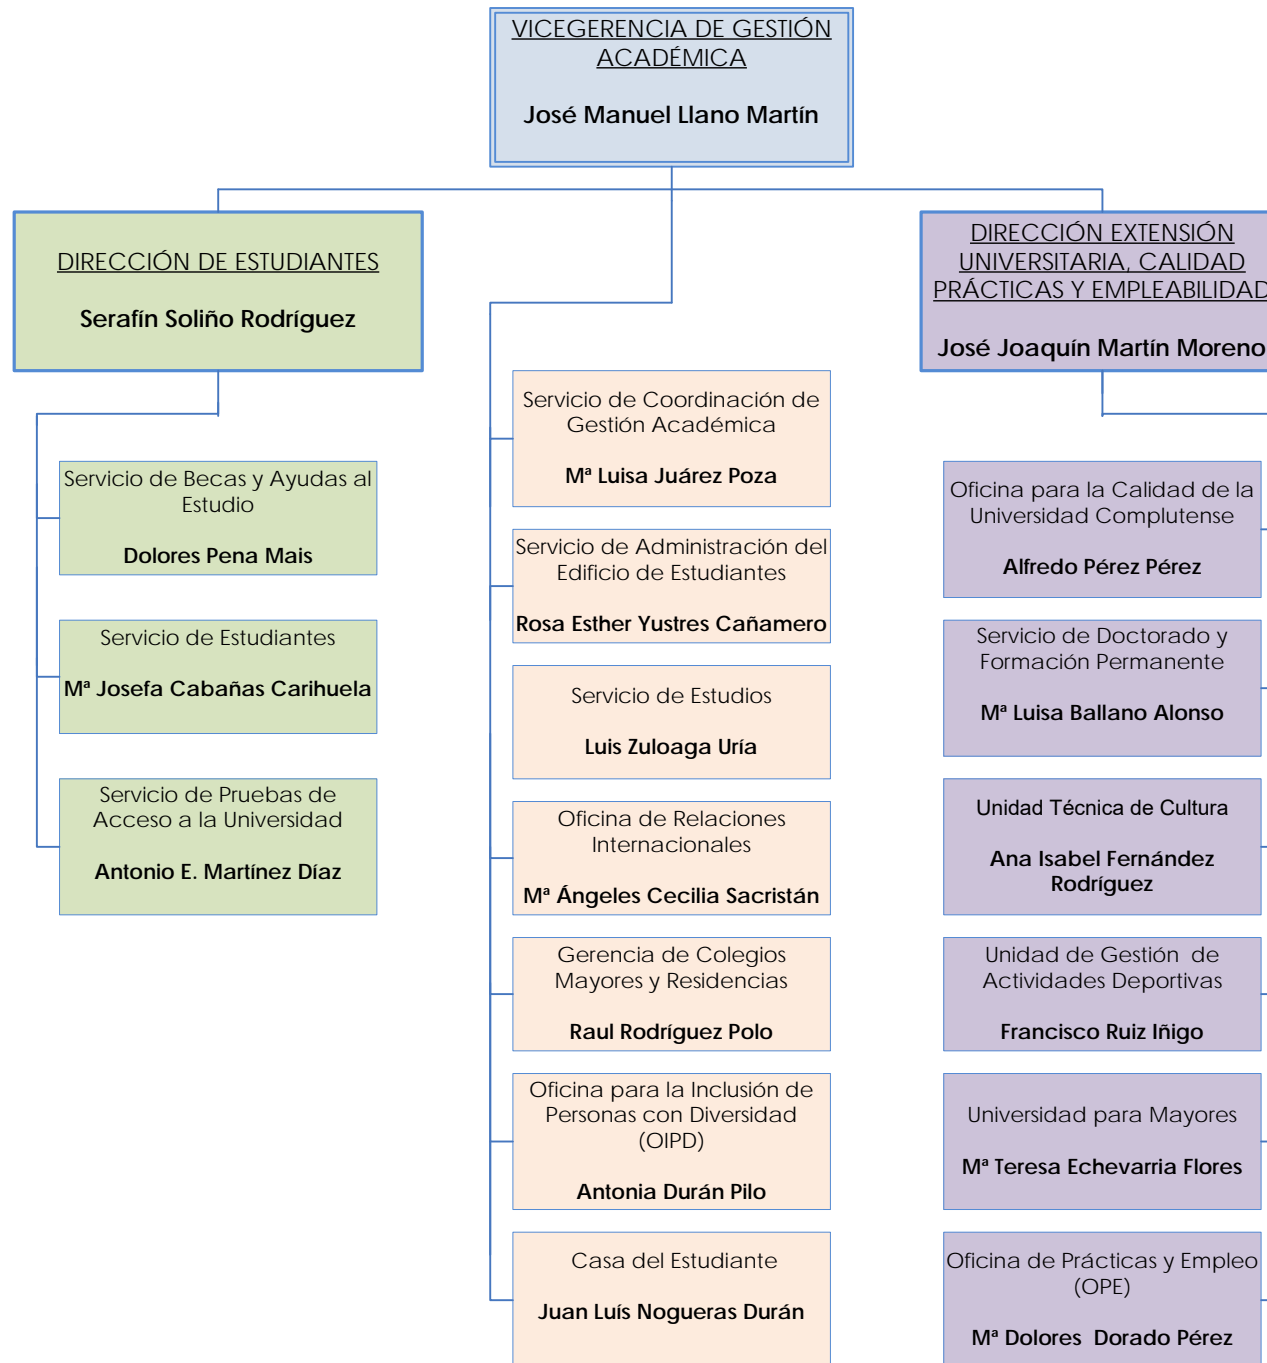 VICEGERENCIA DE GESTIÓN
ACADÉMICA
José Manuel Llano Martín
DIRECCIÓN DE ESTUDIANTES
Serafín Soliño Rodríguez
Servicio de Becas y Ayudas al
Estudio
Dolores Pena Mais
Servicio de Estudiantes
Mª Josefa Cabañas Carihuela
Servicio de Pruebas de
Acceso a la Universidad
Antonio E. Martínez Díaz
Servicio de Coordinación de
Gestión Académica
Mª Luisa Juárez Poza
Servicio de Administración del
Edificio de Estudiantes
Rosa Esther Yustres Cañamero
Servicio de Estudios
Luis Zuloaga Uría
Oficina de Relaciones
Internacionales
Mª Ángeles Cecilia Sacristán
Gerencia de Colegios
Mayores y Residencias
Raul Rodríguez Polo
Oficina para la Inclusión de
Personas con Diversidad
(OIPD)
Antonia Durán Pilo
Casa del Estudiante
Juan Luís Nogueras Durán
DIRECCIÓN EXTENSIÓN
UNIVERSITARIA, CALIDAD
PRÁCTICAS Y EMPLEABILIDAD
José Joaquín Martín Moreno
Oficina para la Calidad de la
Universidad Complutense
Alfredo Pérez Pérez
Servicio de Doctorado y
Formación Permanente
Mª Luisa Ballano Alonso
Unidad Técnica de Cultura
Ana Isabel Fernández
Rodríguez
Unidad de Gestión de
Actividades Deportivas
Francisco Ruiz Iñigo
Universidad para Mayores
Mª Teresa Echevarria Flores
Oficina de Prácticas y Empleo
(OPE)
Mª Dolores Dorado Pérez